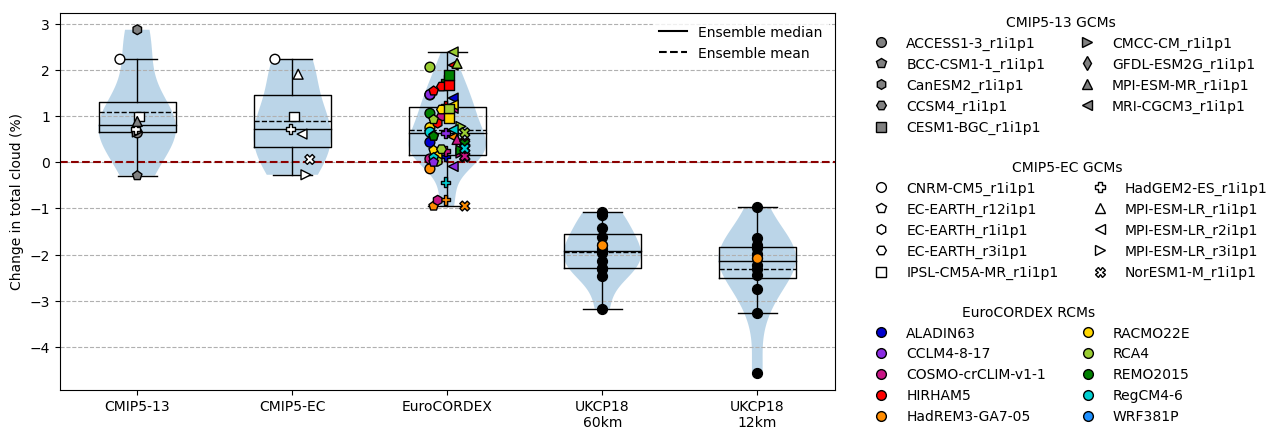 Change in total cloud (%)
3
2
1
0
−1
−2
−3
−4
Ensemble median
Ensemble mean
CMIP5-13
CMIP5-EC
EuroCORDEX
UKCP18
60km
UKCP18
12km
CMIP5-13 GCMs
ACCESS1-3_r1i1p1
BCC-CSM1-1_r1i1p1
CanESM2_r1i1p1
CCSM4_r1i1p1
CESM1-BGC_r1i1p1
CMCC-CM_r1i1p1
GFDL-ESM2G_r1i1p1
MPI-ESM-MR_r1i1p1
MRI-CGCM3_r1i1p1
CMIP5-EC GCMs
CNRM-CM5_r1i1p1
EC-EARTH_r12i1p1
EC-EARTH_r1i1p1
EC-EARTH_r3i1p1
IPSL-CM5A-MR_r1i1p1
HadGEM2-ES_r1i1p1
MPI-ESM-LR_r1i1p1
MPI-ESM-LR_r2i1p1
MPI-ESM-LR_r3i1p1
NorESM1-M_r1i1p1
EuroCORDEX RCMs
ALADIN63
CCLM4-8-17
COSMO-crCLIM-v1-1
HIRHAM5
HadREM3-GA7-05
RACMO22E
RCA4
REMO2015
RegCM4-6
WRF381P